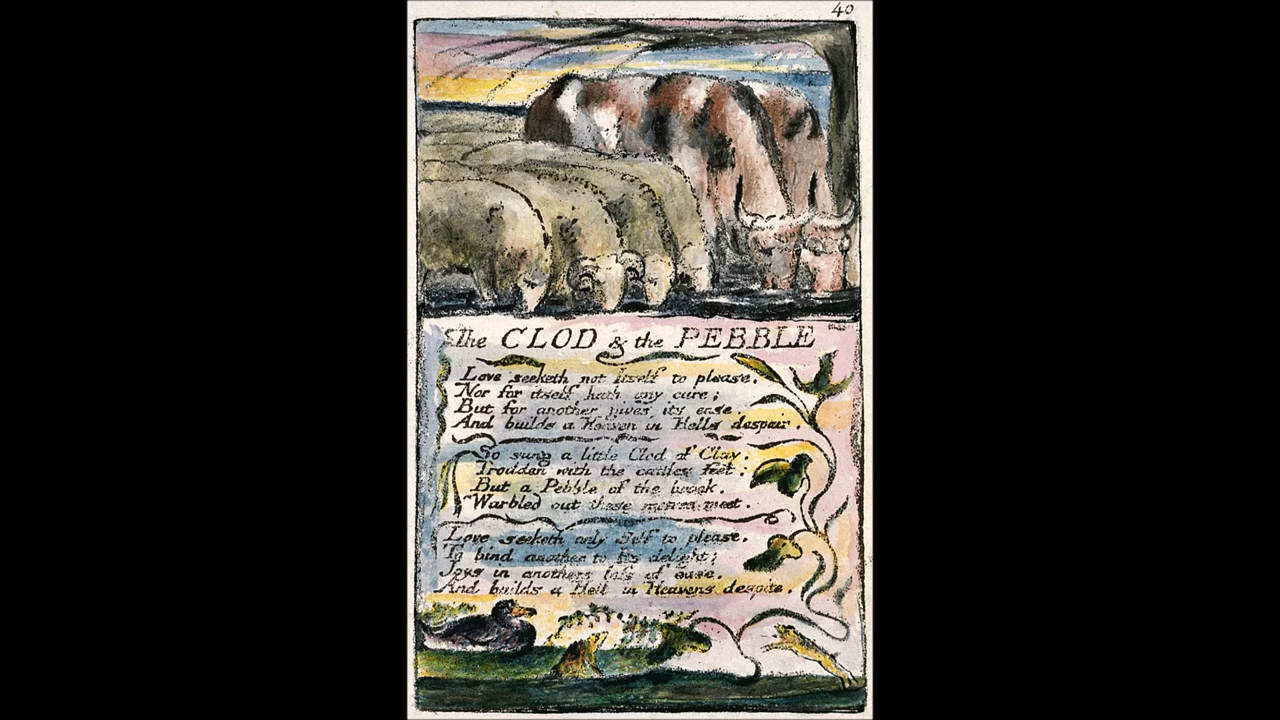 40
The CLOD & the PEBBLE
Love seeketh not Itself to please,
Nor for itself hath any care;
But for another gives its ease,
And builds a Heaven in Hells despair.
So sung a little Clod of Clay,
Trodden with the cattles feet:
But a Pebble of the brook,
Warbled out these metres meet.
Love seeketh only Self to please,
To bind another to his delight;
Joys in anothers loss of ease,
And builds a Hell in Heavens despite.